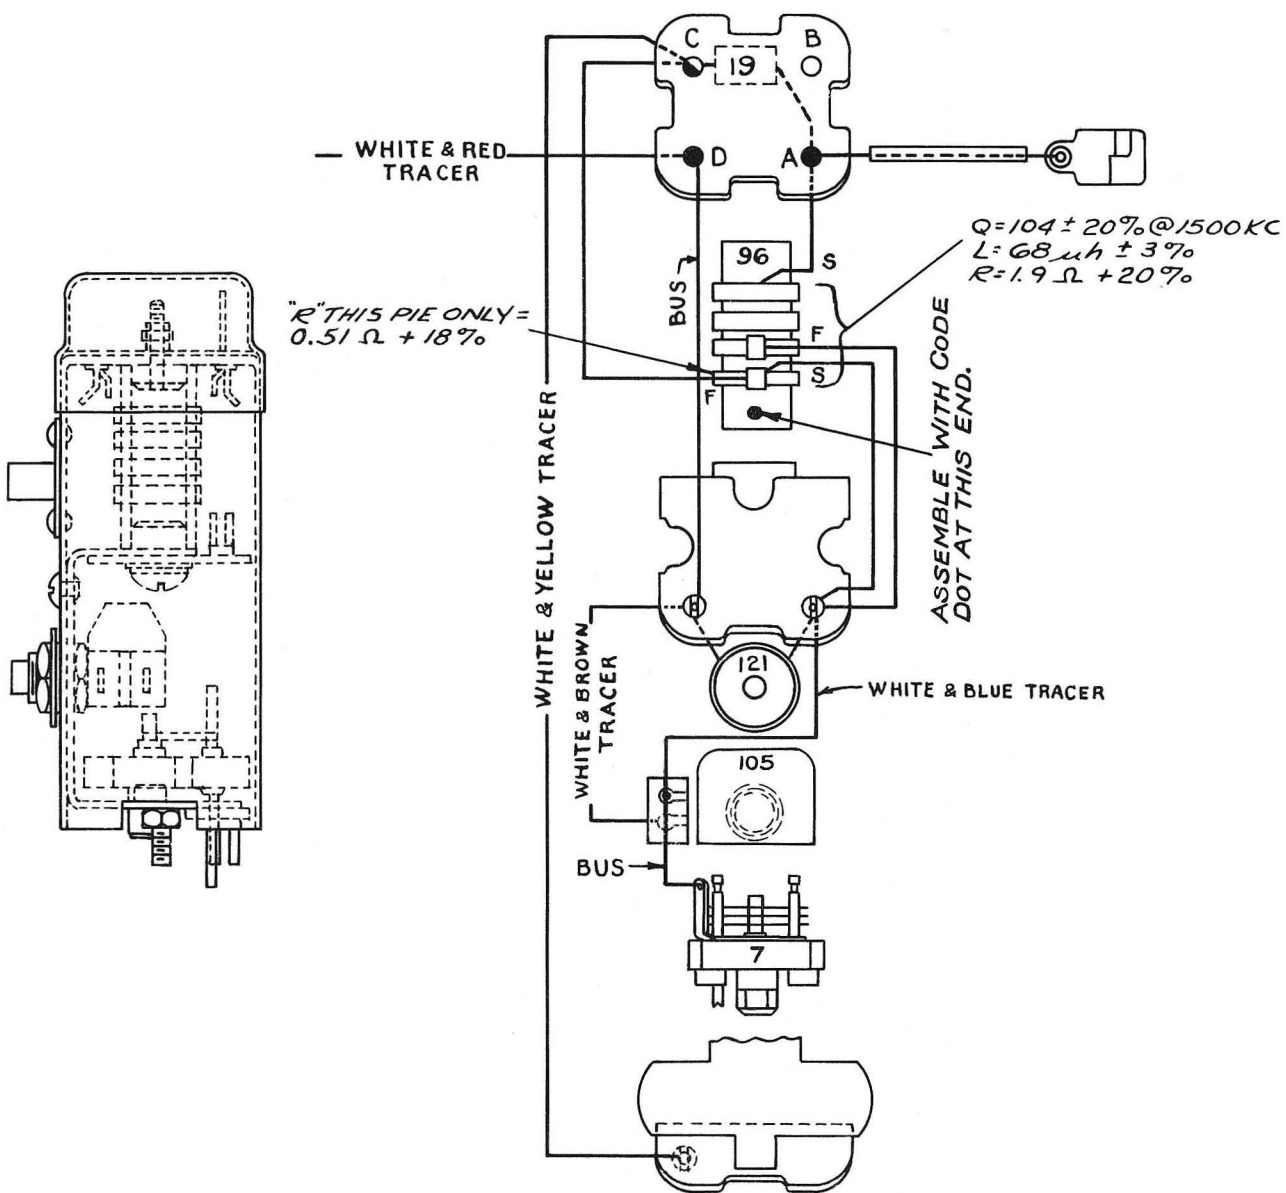 C
B
19
WHITE & RED
TRACER
D
A
Q=104 ± 20% @ 1500 KC
L=68 µh ± 3%
R=1.9 Ω + 20%
96
S
BUS
"R" THIS PIE ONLY =
0.51 Ω + 18%
F
S
F
ASSEMBLE WITH CODE
DOT AT THIS END.
WHITE & YELLOW TRACER
WHITE & BROWN
TRACER
121
WHITE & BLUE TRACER
105
BUS
7